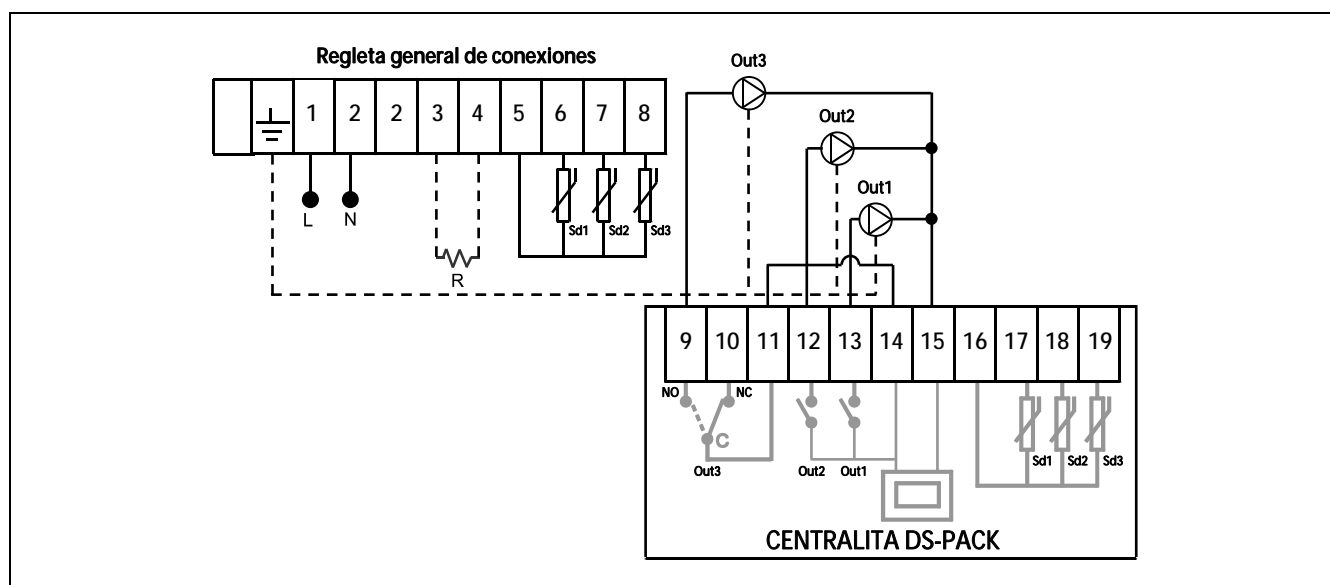 Regleta general de conexiones
1 2 2 3 4 5 6 7 8
L N
R
Sd1 Sd2 Sd3
Out3
Out2
Out1
9 10 11 12 13 14 15 16 17 18 19
NO NC
C
Out3 Out2 Out1
Sd1 Sd2 Sd3
CENTRALITA DS-PACK